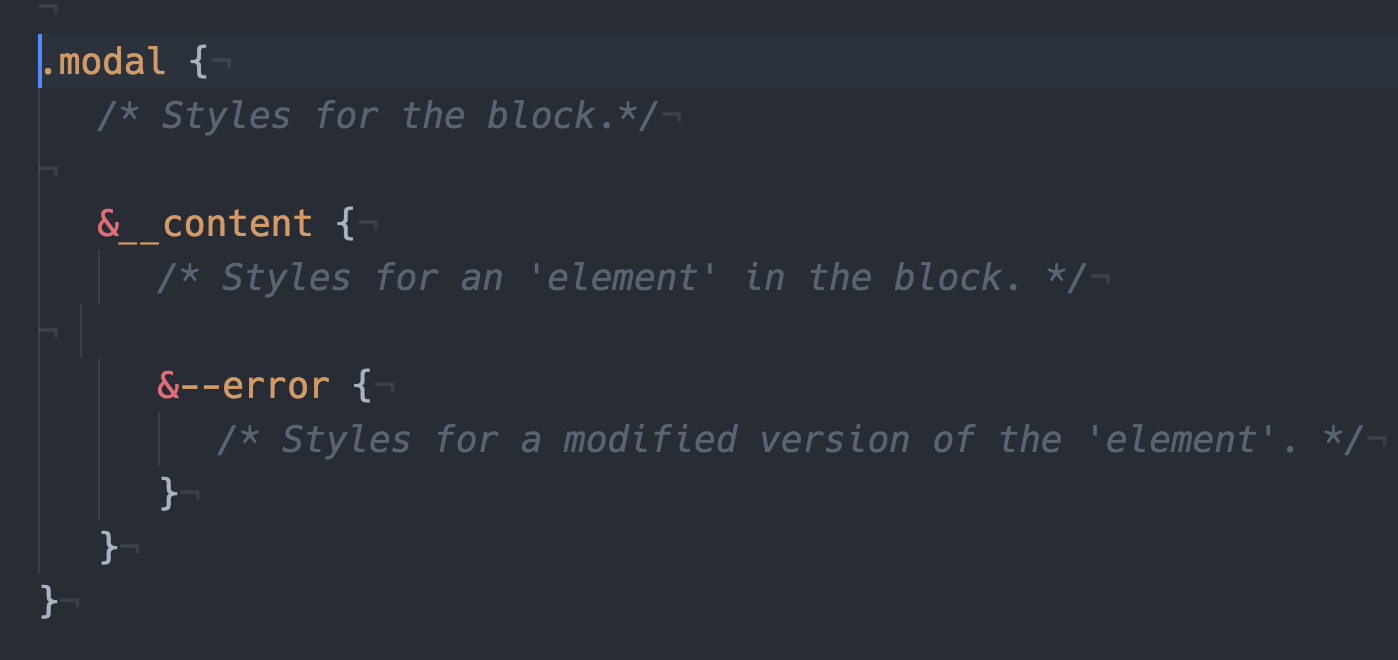 .modal {
/* Styles for the block.*/
&__content {
/* Styles for an 'element' in the block. */
&--error {
/* Styles for a modified version of the 'element'. */
}
}
}